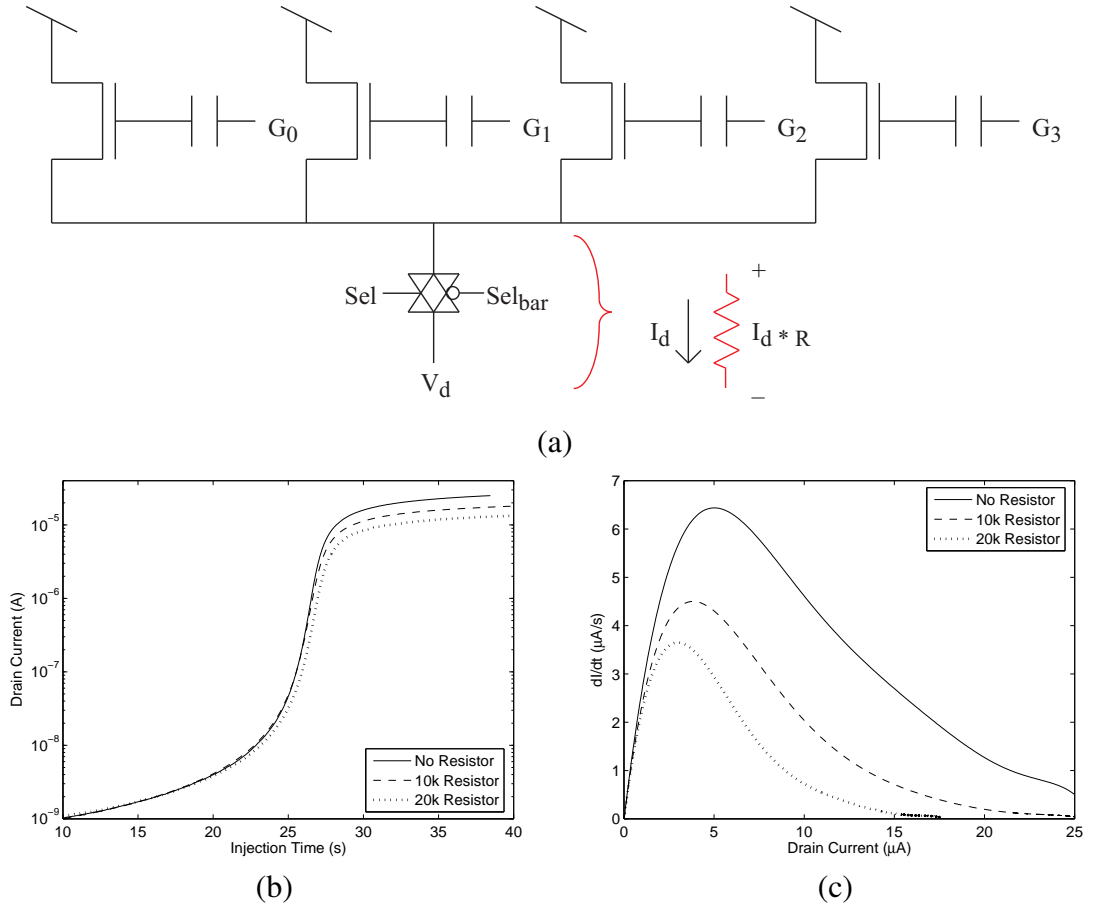 G0 G1 G2 G3
Sel Selbar
Vd
Id
+
Id * R
−
(a)
Drain Current (A)
10−5
10−6
10−7
10−8
10−9
10 15 20 25 30 35 40
Injection Time (s)
No Resistor
10k Resistor
20k Resistor
(b)
dI/dt (μA/s)
7
6
5
4
3
2
1
0
0 5 10 15 20 25
Drain Current (μA)
No Resistor
10k Resistor
20k Resistor
(c)